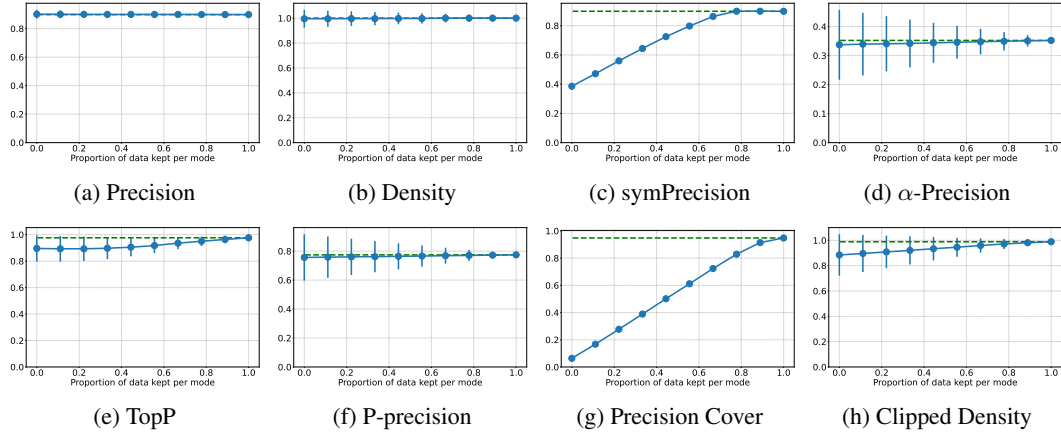 0.8
0.6
0.4
0.2
0.0
0.0 0.2 0.4 0.6 0.8 1.0
Proportion of data kept per mode
(a) Precision
1.0
0.8
0.6
0.4
0.2
0.0
0.0 0.2 0.4 0.6 0.8 1.0
Proportion of data kept per mode
(b) Density
0.8
0.6
0.4
0.2
0.0
0.0 0.2 0.4 0.6 0.8 1.0
Proportion of data kept per mode
(c) symPrecision
0.4
0.3
0.2
0.1
0.0
0.0 0.2 0.4 0.6 0.8 1.0
Proportion of data kept per mode
(d) α-Precision
1.0
0.8
0.6
0.4
0.2
0.0
0.0 0.2 0.4 0.6 0.8 1.0
Proportion of data kept per mode
(e) TopP
0.8
0.6
0.4
0.2
0.0
0.0 0.2 0.4 0.6 0.8 1.0
Proportion of data kept per mode
(f) P-precision
1.0
0.8
0.6
0.4
0.2
0.0
0.0 0.2 0.4 0.6 0.8 1.0
Proportion of data kept per mode
(g) Precision Cover
1.0
0.8
0.6
0.4
0.2
0.0
0.0 0.2 0.4 0.6 0.8 1.0
Proportion of data kept per mode
(h) Clipped Density